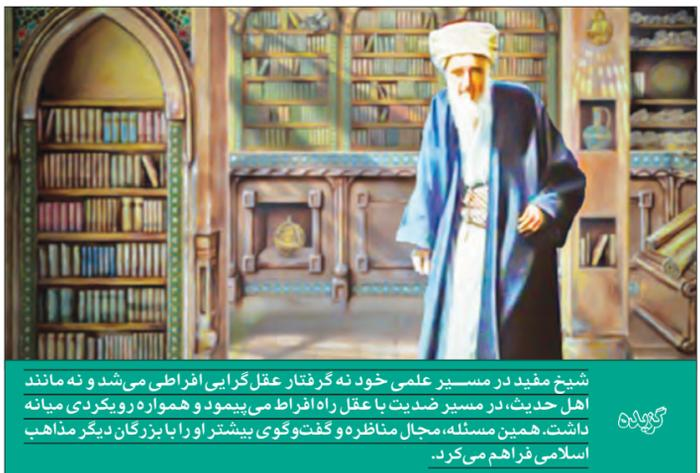 شیخ مفید در مسیر علمی خود نه گرفتار عقل‌گرایی افراطی می‌شد و نه مانند
اهل حدیث، در مسیر ضدیت با عقل راه افراط می‌پیمود و همواره رویکردی میانه
داشت. همین مسئله، مجال مناظره و گفت‌وگوی بیشتر او را با بزرگان دیگر مذاهب
اسلامی فراهم می‌کرد.
گزیده